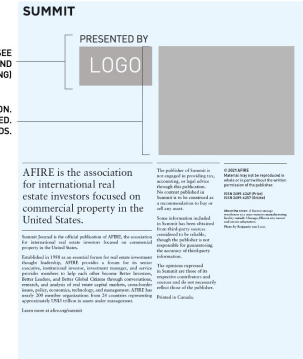 SUMMIT
SEE
PRESENTED BY
LOGO
AFIRE is the association
for international real
estate investors focused on
commercial property in the
United States.
Summit Journal is the official publication of AFIRE, the association
for international real estate investors focused on commercial
property in the United States.
Established in 1988 as an essential forum for real estate investment
thought leadership, AFIRE provides a forum for its senior
executive, institutional investor, investment manager, and service
provider members to help each other become Better Investors,
Better Leaders, and Better Global Citizens through conversations,
research, and analysis of real estate capital markets, cross-border
issues, policy, economics, technology, and management. AFIRE has
nearly 200 member organizations from 24 countries representing
approximately US$3 trillion in assets under management.
Learn more at afire.org/summit
The publisher of Summit is
not engaged in providing tax,
accounting, or legal advice
through this publication.
No content published in
Summit is to be construed as
a recommendation to buy or
sell any asset.
Some information included
in Summit has been obtained
from third-party sources
considered to be reliable,
though the publisher is not
responsible for guaranteeing
the accuracy of third-party
information.
The opinions expressed
in Summit are those of its
respective contributors and
sources and do not necessarily
reflect those of the publisher.
Printed in Canada.
© 2021 AFIRE
Material may not be reproduced in
whole or in part without the written
permission of the publisher.